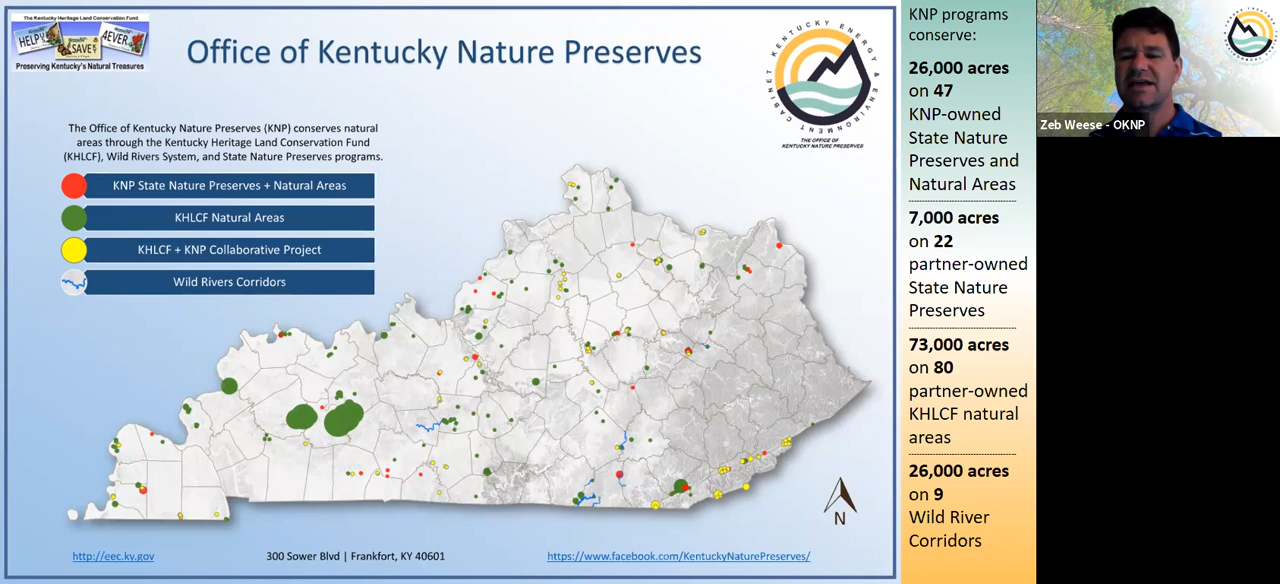 The Kentucky Heritage Land Conservation Fund
HELP
SAVE
4EVER
Preserving Kentucky's Natural Treasures
Office of Kentucky Nature Preserves
KENTUCKY ENERGY & ENVIRONMENT CABINET
THE OFFICE OF
KENTUCKY NATURE PRESERVES
The Office of Kentucky Nature Preserves (KNP) conserves natural
areas through the Kentucky Heritage Land Conservation Fund
(KHLCF), Wild Rivers System, and State Nature Preserves programs.
KNP State Nature Preserves + Natural Areas
KHLCF Natural Areas
KHLCF + KNP Collaborative Project
Wild Rivers Corridors
N
http://eec.ky.gov
300 Sower Blvd | Frankfort, KY 40601
https://www.facebook.com/KentuckyNaturePreserves/
KNP programs
conserve:
26,000 acres
on 47
KNP-owned
State Nature
Preserves and
Natural Areas
7,000 acres
on 22
partner-owned
State Nature
Preserves
73,000 acres
on 80
partner-owned
KHLCF natural
areas
26,000 acres
on 9
Wild River
Corridors
Zeb Weese - OKNP